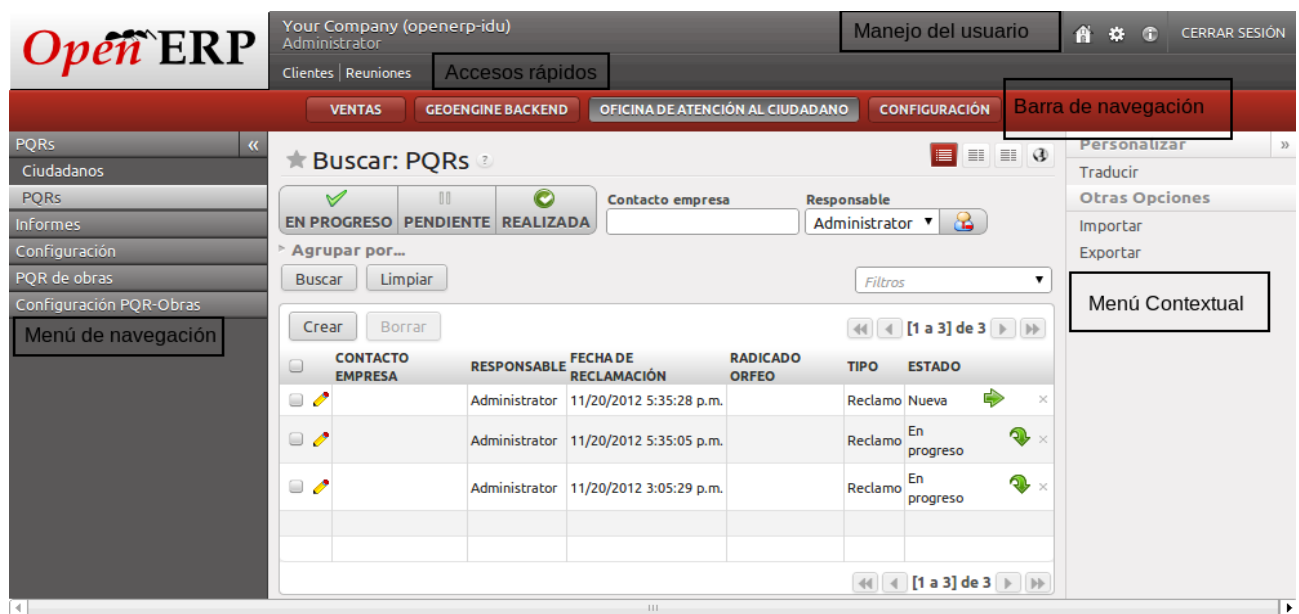 Open ERP
Your Company (openerp-idu)
Administrator
Manejo del usuario
CERRAR SESIÓN
Clientes | Reuniones
Accesos rápidos
VENTAS
GEOENGINE BACKEND
OFICINA DE ATENCIÓN AL CIUDADANO
CONFIGURACIÓN
Barra de navegación
PQRs «
Ciudadanos
PQRs
Informes
Configuración
PQR de obras
Configuración PQR-Obras
Menú de navegación
Buscar: PQRs ?
EN PROGRESO
PENDIENTE
REALIZADA
Contacto empresa
Responsable
Administrator
Agrupar por...
Buscar
Limpiar
Filtros
Crear
Borrar
[1 a 3] de 3
CONTACTO EMPRESA RESPONSABLE FECHA DE RECLAMACIÓN RADICADO ORFEO TIPO ESTADO
Administrator 11/20/2012 5:35:28 p.m. Reclamo Nueva
Administrator 11/20/2012 5:35:05 p.m. Reclamo En progreso
Administrator 11/20/2012 3:05:29 p.m. Reclamo En progreso
[1 a 3] de 3
Personalizar »
Traducir
Otras Opciones
Importar
Exportar
Menú Contextual